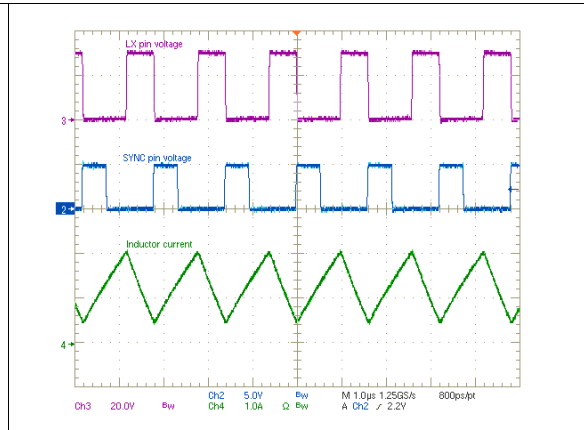 LX pin voltage
3
SYNC pin voltage
2
Inductor current
4
Ch2 5.0V Bw M 1.0µs 1.25GS/s 800ps/pt
Ch3 20.0V Bw Ch4 1.0A Ω Bw A Ch2 / 2.2V